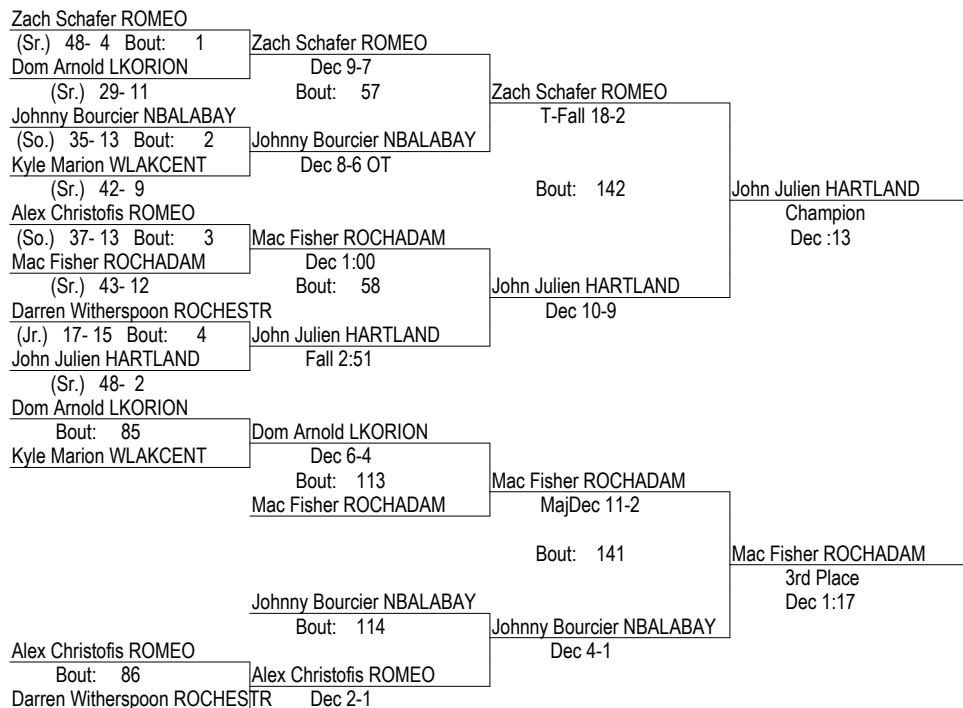 Zach Schafer ROMEO
(Sr.) 48- 4 Bout: 1
Zach Schafer ROMEO
Dom Arnold LKORION
Dec 9-7
(Sr.) 29- 11
Bout: 57
Zach Schafer ROMEO
Johnny Bourcier NBALABAY
T-Fall 18-2
(So.) 35- 13 Bout: 2
Johnny Bourcier NBALABAY
Kyle Marion WLAKCENT
Dec 8-6 OT
(Sr.) 42- 9
Bout: 142
John Julien HARTLAND
Alex Christofis ROMEO
Champion
(So.) 37- 13 Bout: 3
Mac Fisher ROCHADAM
Dec :13
Mac Fisher ROCHADAM
Dec 1:00
(Sr.) 43- 12
Bout: 58
John Julien HARTLAND
Darren Witherspoon ROCHESTR
Dec 10-9
(Jr.) 17- 15 Bout: 4
John Julien HARTLAND
John Julien HARTLAND
Fall 2:51
(Sr.) 48- 2
Dom Arnold LKORION
Bout: 85
Dom Arnold LKORION
Kyle Marion WLAKCENT
Dec 6-4
Bout: 113
Mac Fisher ROCHADAM
Mac Fisher ROCHADAM
MajDec 11-2
Bout: 141
Mac Fisher ROCHADAM
3rd Place
Dec 1:17
Johnny Bourcier NBALABAY
Bout: 114
Johnny Bourcier NBALABAY
Alex Christofis ROMEO
Dec 4-1
Bout: 86
Alex Christofis ROMEO
Darren Witherspoon ROCHESTR
Dec 2-1